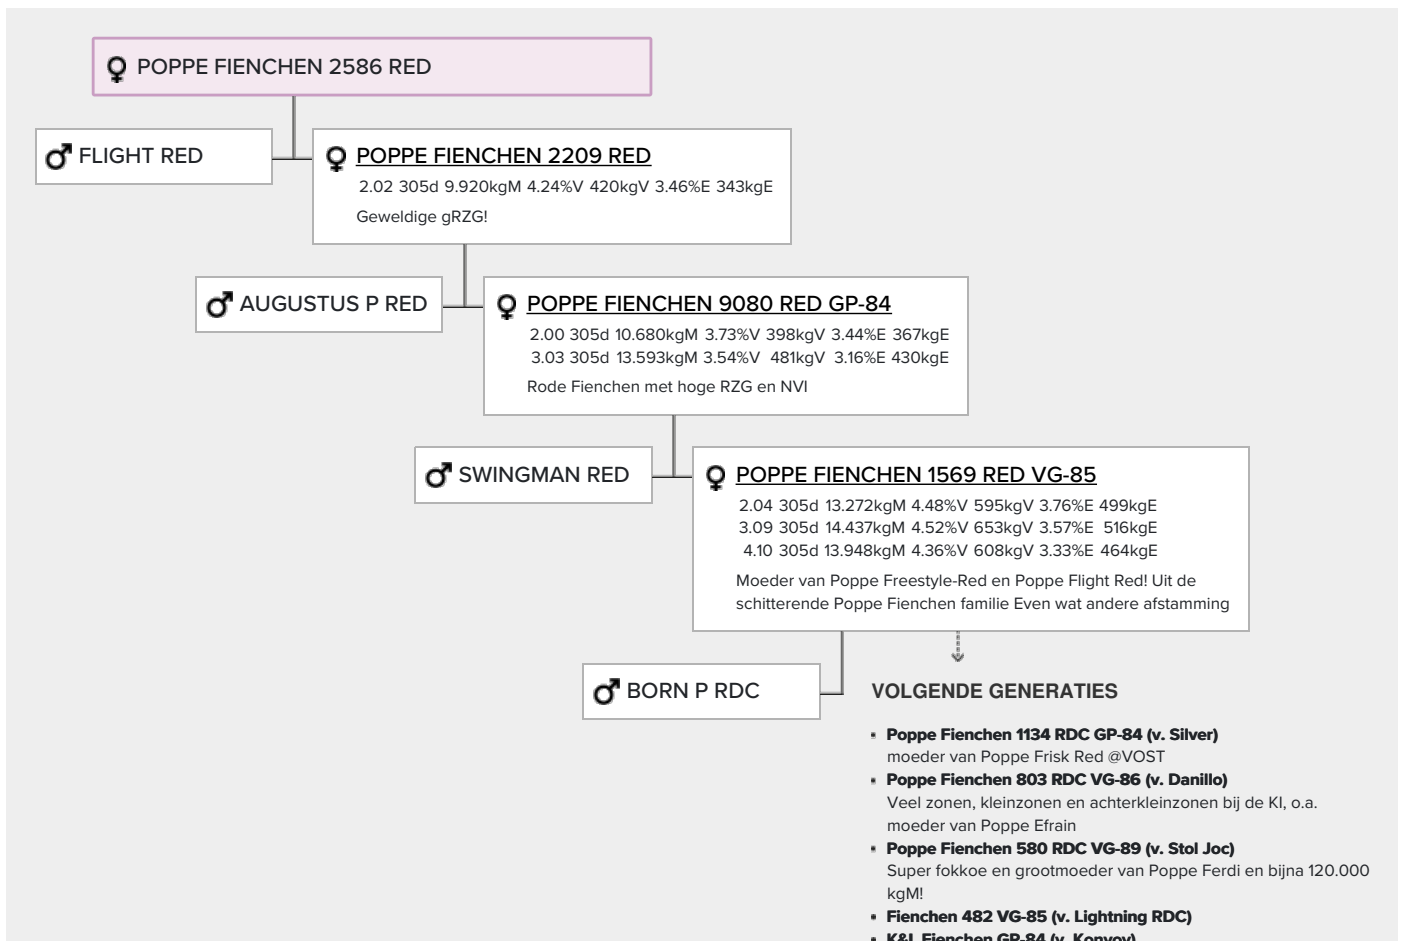 POPPE FIENCHEN 2586 RED
FLIGHT RED
POPPE FIENCHEN 2209 RED
2.02 305d 9.920kgM 4.24%V 420kgV 3.46%E 343kgE
Geweldige gRZG!
AUGUSTUS P RED
POPPE FIENCHEN 9080 RED GP-84
2.00 305d 10.680kgM 3.73%V 398kgV 3.44%E 367kgE
3.03 305d 13.593kgM 3.54%V 481kgV 3.16%E 430kgE
Rode Fienchen met hoge RZG en NVI
SWINGMAN RED
POPPE FIENCHEN 1569 RED VG-85
2.04 305d 13.272kgM 4.48%V 595kgV 3.76%E 499kgE
3.09 305d 14.437kgM 4.52%V 653kgV 3.57%E 516kgE
4.10 305d 13.948kgM 4.36%V 608kgV 3.33%E 464kgE
Moeder van Poppe Freestyle-Red en Poppe Flight Red! Uit de
schitterende Poppe Fienchen familie Even wat andere afstamming
BORN P RDC
VOLGENDE GENERATIES
Poppe Fienchen 1134 RDC GP-84 (v. Silver)
moeder van Poppe Frisk Red @VOST
Poppe Fienchen 803 RDC VG-86 (v. Danillo)
Veel zonen, kleinzonen en achterkleinzonen bij de KI, o.a.
moeder van Poppe Efrain
Poppe Fienchen 580 RDC VG-89 (v. Stol Joc)
Super fokkoe en grootmoeder van Poppe Ferdi en bijna 120.000
kgM!
Fienchen 482 VG-85 (v. Lightning RDC)
K&L Fienchen GP-84 (v. Konvoy)